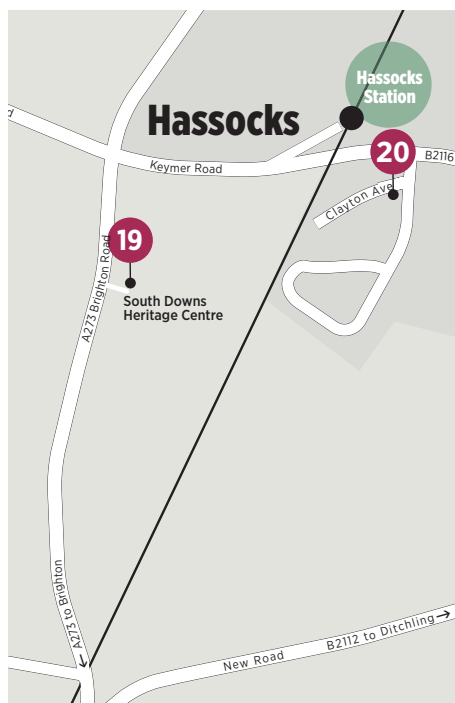 d
Hassocks
Station
Hassocks
20
B2116
Keymer Road
Clayton Ave
19
A273 Brighton Road
South Downs
Heritage Centre
A273 to Brighton
B2112 to Ditchling
New Road